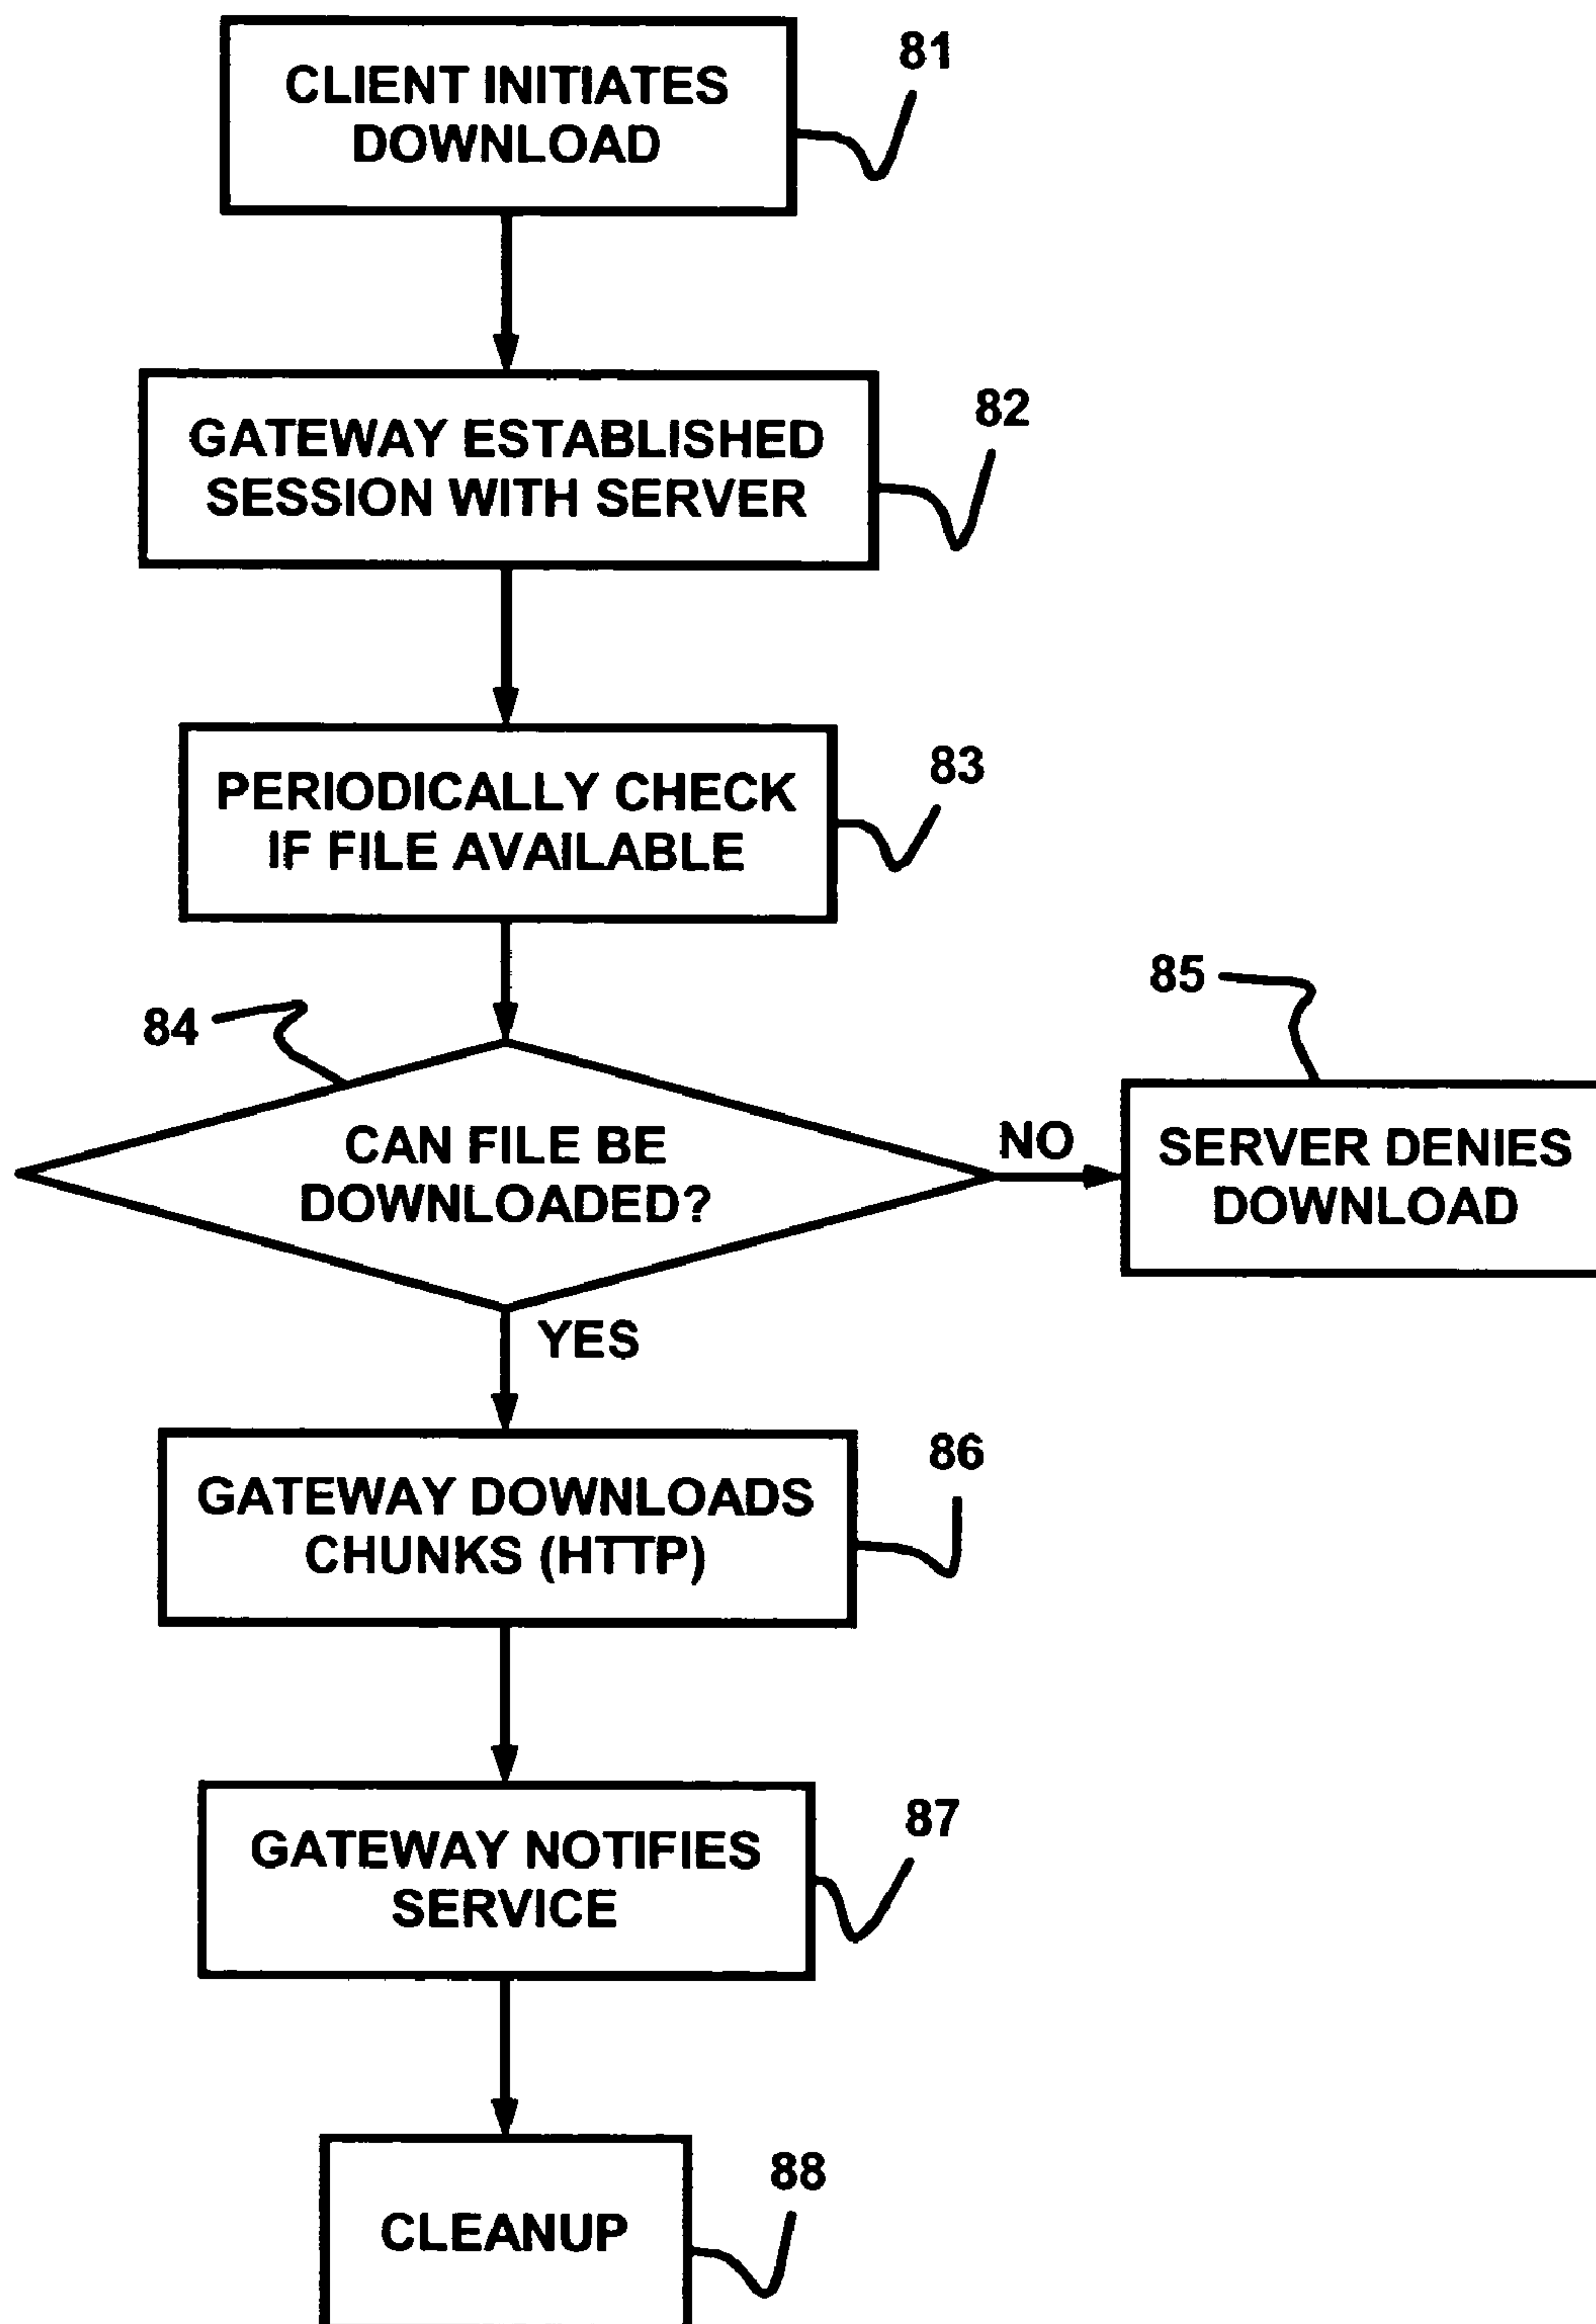 CLIENT INITIATES
DOWNLOAD
81
GATEWAY ESTABLISHED
SESSION WITH SERVER
82
PERIODICALLY CHECK
IF FILE AVAILABLE
83
84
CAN FILE BE
DOWNLOADED?
NO
85
SERVER DENIES
DOWNLOAD
YES
GATEWAY DOWNLOADS
CHUNKS (HTTP)
86
GATEWAY NOTIFIES
SERVICE
87
CLEANUP
88